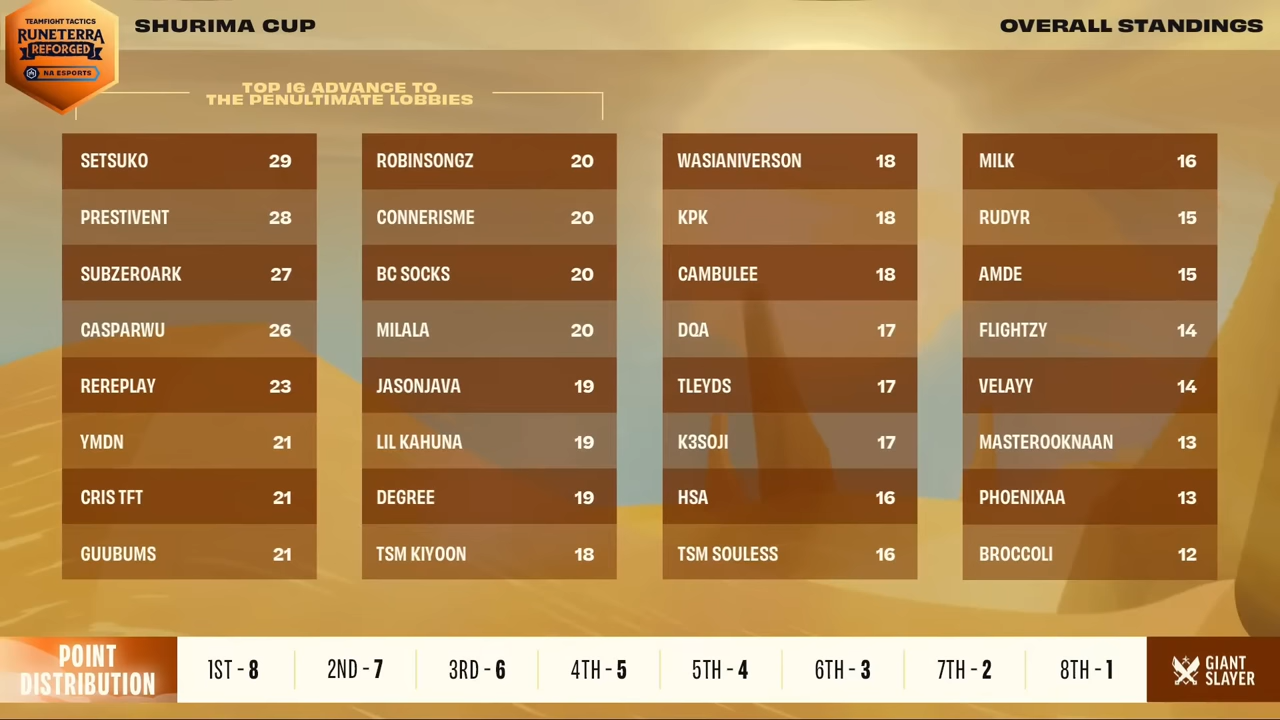 TEAMFIGHT TACTICS
RUNETERRA
REFORGED
NA ESPORTS
SHURIMA CUP
OVERALL STANDINGS
TOP 16 ADVANCE TO
THE PENULTIMATE LOBBIES
SETSUKO 29
PRESTIVENT 28
SUBZEROARK 27
CASPARWU 26
REREPLAY 23
YMDN 21
CRIS TFT 21
GUUBUMS 21
ROBINSONGZ 20
CONNERISME 20
BC SOCKS 20
MILALA 20
JASONJAVA 19
LIL KAHUNA 19
DEGREE 19
TSM KIYOON 18
WASIANIVERSON 18
KPK 18
CAMBULEE 18
DQA 17
TLEYDS 17
K3SOJI 17
HSA 16
TSM SOULESS 16
MILK 16
RUDYR 15
AMDE 15
FLIGHTZY 14
VELAYY 14
MASTEROOKNAAN 13
PHOENIXAA 13
BROCCOLI 12
POINT
DISTRIBUTION
1ST - 8
2ND - 7
3RD - 6
4TH - 5
5TH - 4
6TH - 3
7TH - 2
8TH - 1
GIANT
SLAYER